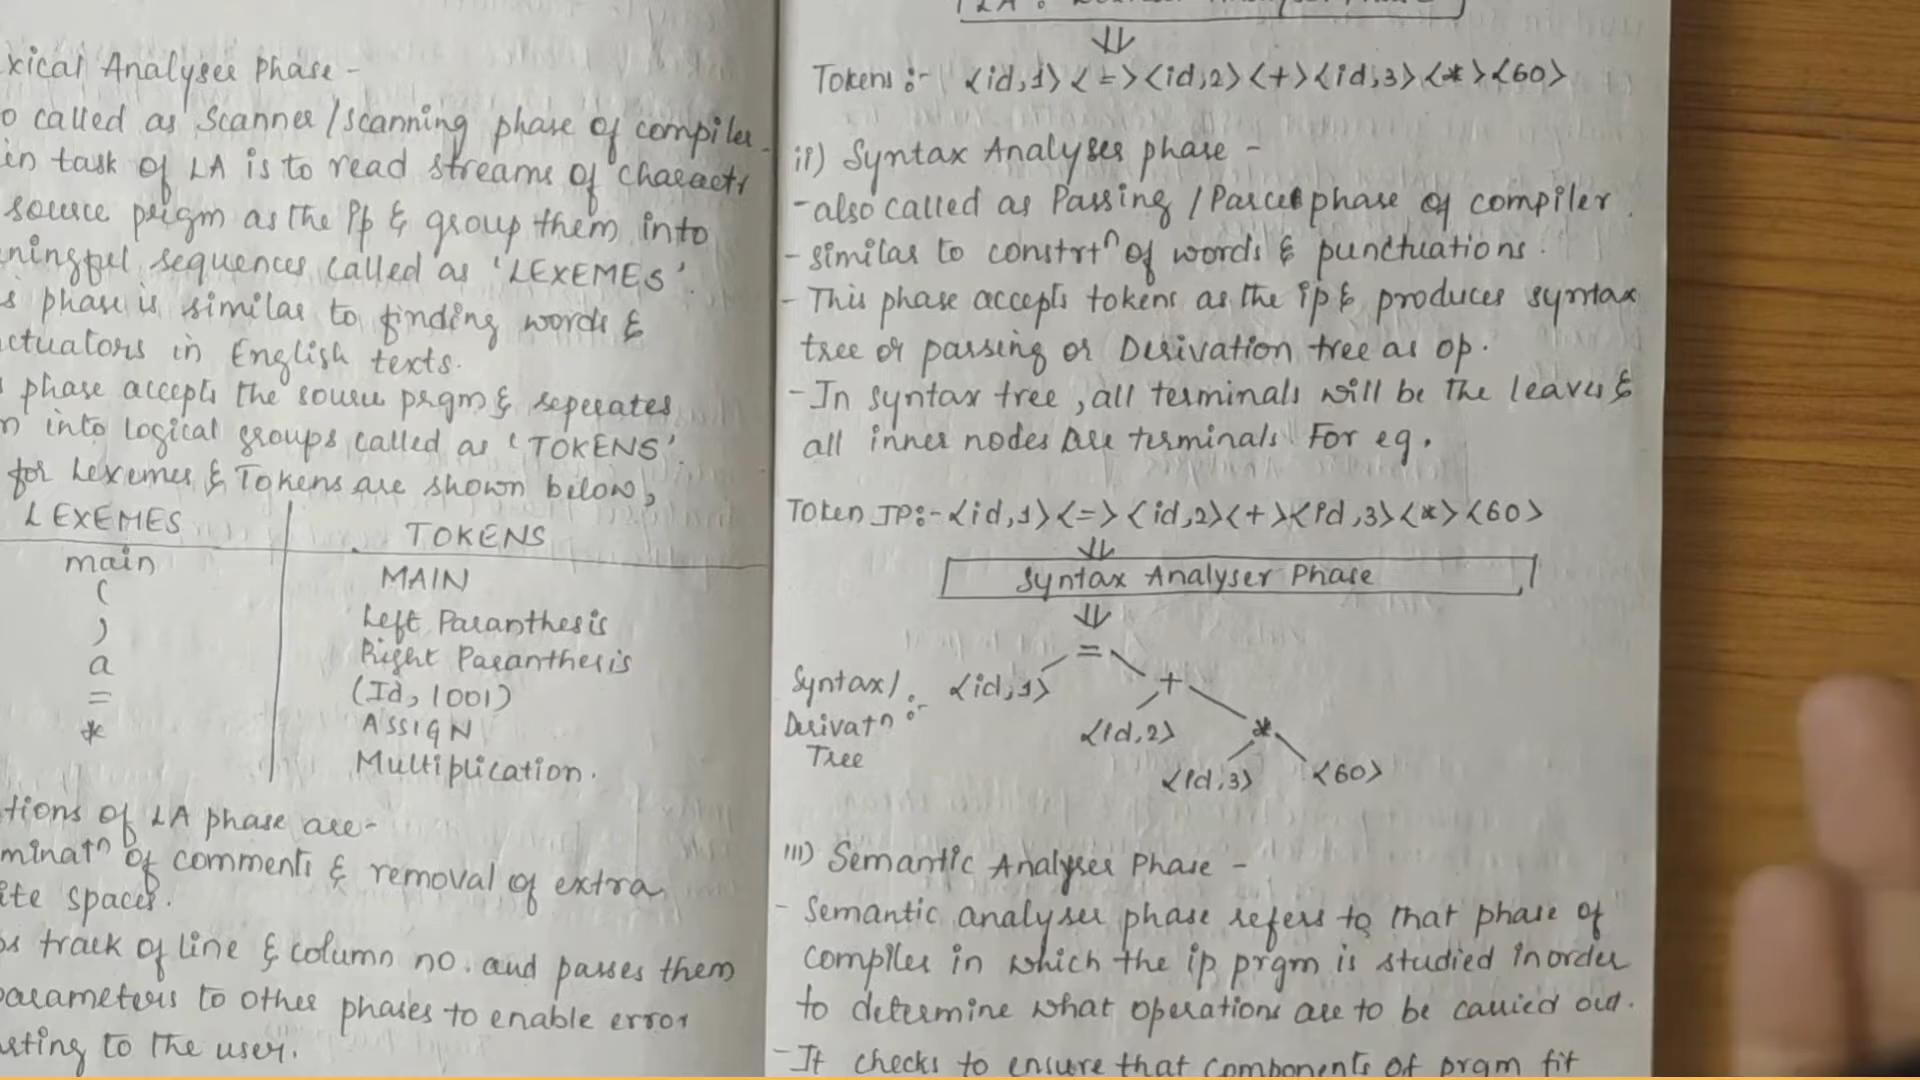 xical Analyser Phase -
o called as Scanner/scanning phase of compiler.
in task of LA is to read streams of charactr
source prigm as the Ip & group them into
ningful sequences called as 'LEXEMES'.
s phase is similar to finding words &
ctuators in English texts.
s phase accepts the source prgm & seperates
n into logical groups called as 'TOKENS'.
for Lexemes & Tokens are shown below,
LEXEMES TOKENS
main MAIN
( Left Paranthesis
) Right Paranthesis
a (Id, 1001)
= ASSIGN
* Multiplication.
tions of LA phase are-
minatn of comments & removal of extra
ite spaces.
ps track of line & column no. and passes them
parameters to other phases to enable error
rting to the user.
Tokens :- <id,1> <=> <id,2> <+> <id,3> <*> <60>
ii) Syntax Analyser phase -
- also called as Passing / Parcer phase of compiler.
- similar to constrtn of words & punctuations.
- This phase accepts tokens as the ip & produces syntax
tree or passing or Derivation tree as op.
- In syntax tree, all terminals will be the leaves &
all inner nodes are terminals. For eg.
Token IP:- <id,1> <=> <id,2> <+> <id,3> <*> <60>
Syntax Analyser Phase
=
Syntax/ :- <id,1> +
Derivatn <id,2> *
Tree <id,3> <60>
iii) Semantic Analyser Phase -
- Semantic analyser phase refers to that phase of
compiler in which the ip prgm is studied inorder
to determine what operations are to be carried out.
- It checks to ensure that components of prgm fit